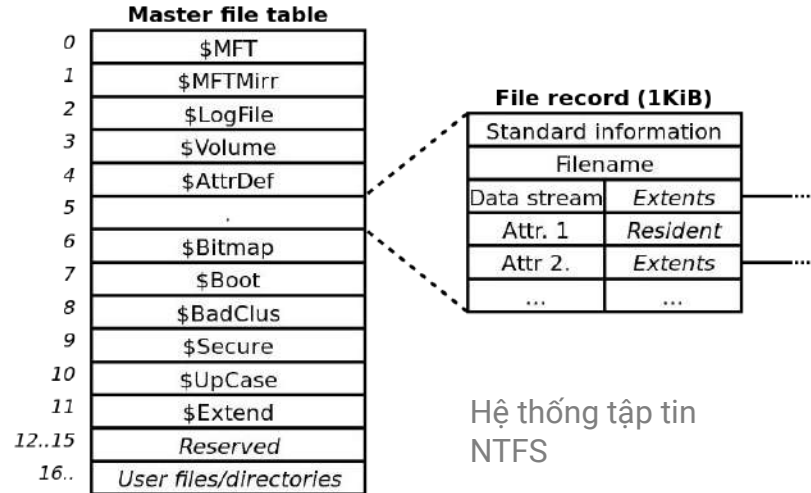 Master file table
0 $MFT
1 $MFTMirr
2 $LogFile
3 $Volume
4 $AttrDef
5 .
6 $Bitmap
7 $Boot
8 $BadClus
9 $Secure
10 $UpCase
11 $Extend
12..15 Reserved
16.. User files/directories
File record (1KiB)
Standard information
Filename
Data stream Extents
Attr. 1 Resident
Attr 2. Extents
... ...
Hệ thống tập tin
NTFS